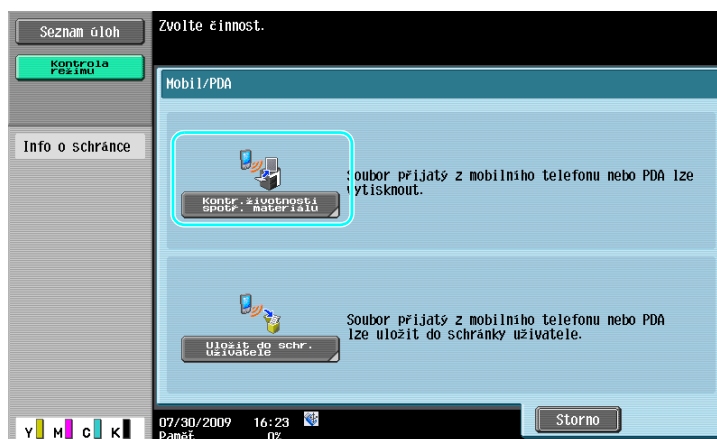 Seznam úloh
Zvolte činnost.
Kontrola
režimu
Mobil/PDA
Info o schránce
Soubor přijatý z mobilního telefonu nebo PDA lze
vytisknout.
Kontr.životnosti
spotř. materiálu
Soubor přijatý z mobilního telefonu nebo PDA
lze uložit do schránky uživatele.
Uložit do schr.
uživatele
Y M C K
07/30/2009 16:23
Paměť 0%
Storno